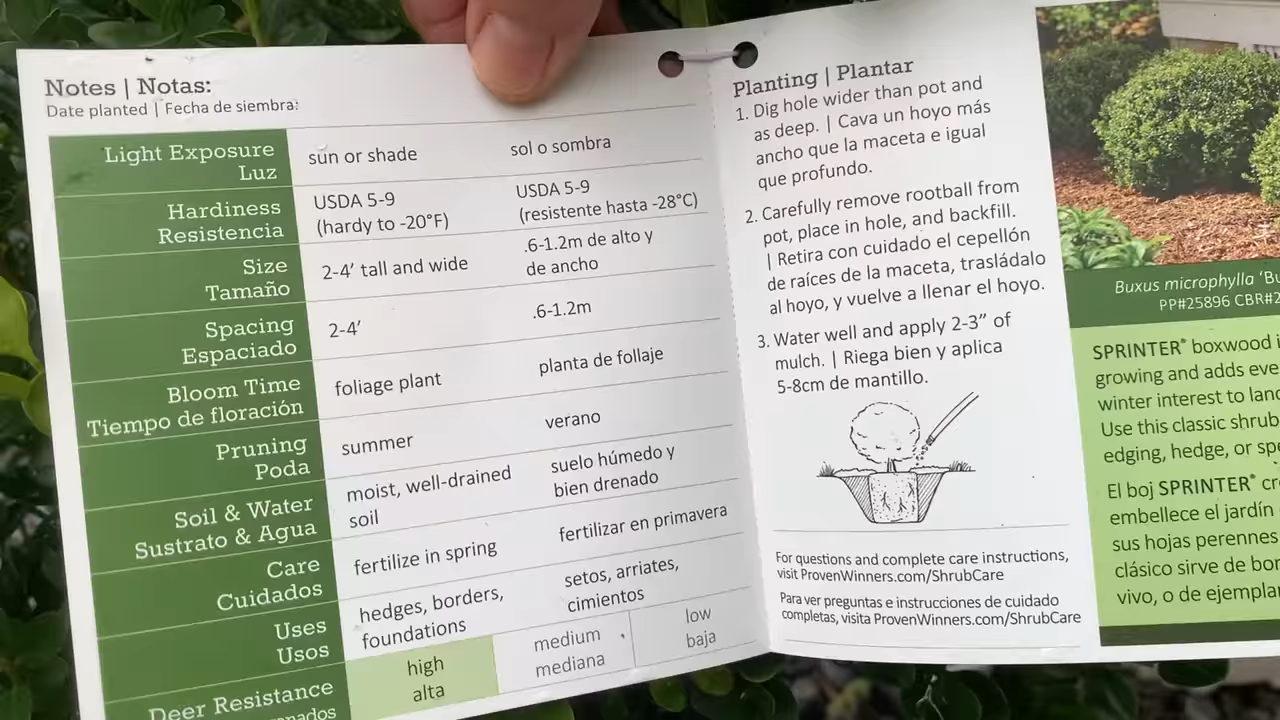 Notes | Notas:
Date planted | Fecha de siembra:
Light Exposure
Luz
sun or shade
sol o sombra
Hardiness
Resistencia
USDA 5-9
(hardy to -20°F)
USDA 5-9
(resistente hasta -28°C)
Size
Tamaño
2-4’ tall and wide
.6-1.2m de alto y
de ancho
Spacing
Espaciado
2-4’
.6-1.2m
Bloom Time
Tiempo de floración
foliage plant
planta de follaje
Pruning
Poda
summer
verano
Soil & Water
Sustrato & Agua
moist, well-drained
soil
suelo húmedo y
bien drenado
Care
Cuidados
fertilize in spring
fertilizar en primavera
Uses
Usos
hedges, borders,
foundations
setos, arriates,
cimientos
Deer Resistance
high
alta
medium
mediana
low
baja
Planting | Plantar
1. Dig hole wider than pot and
as deep. | Cava un hoyo más
ancho que la maceta e igual
que profundo.
2. Carefully remove rootball from
pot, place in hole, and backfill.
| Retira con cuidado el cepellón
de raíces de la maceta, trasládalo
al hoyo, y vuelve a llenar el hoyo.
3. Water well and apply 2-3” of
mulch. | Riega bien y aplica
5-8cm de mantillo.
For questions and complete care instructions,
visit ProvenWinners.com/ShrubCare
Para ver preguntas e instrucciones de cuidado
completas, visita ProvenWinners.com/ShrubCare
Buxus microphylla ‘Bu
PP#25896 CBR#2
SPRINTER® boxwood i
growing and adds eve
winter interest to land
Use this classic shrub
edging, hedge, or spe
El boj SPRINTER® cr
embellece el jardín
sus hojas perennes
clásico sirve de bor
vivo, o de ejemplar